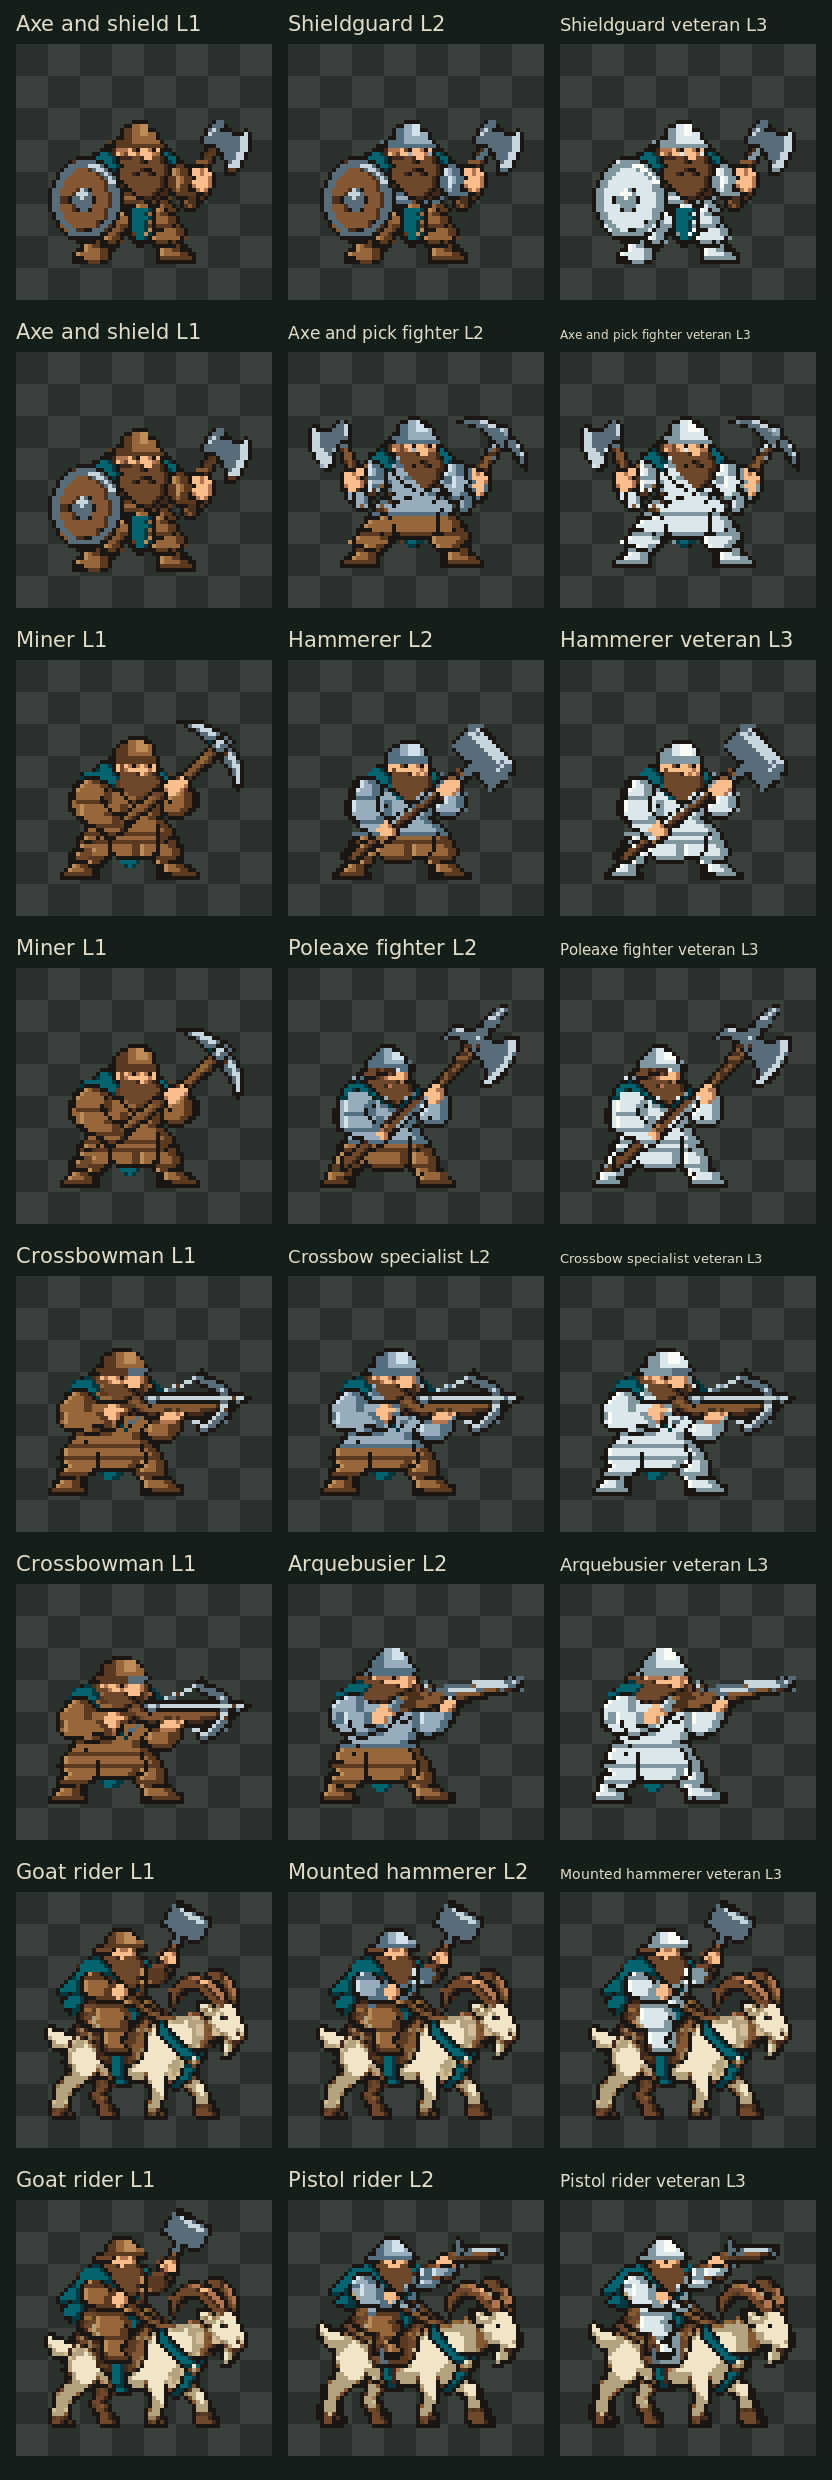 Axe and shield L1
Shieldguard L2
Shieldguard veteran L3
Axe and shield L1
Axe and pick fighter L2
Axe and pick fighter veteran L3
Miner L1
Hammerer L2
Hammerer veteran L3
Miner L1
Poleaxe fighter L2
Poleaxe fighter veteran L3
Crossbowman L1
Crossbow specialist L2
Crossbow specialist veteran L3
Crossbowman L1
Arquebusier L2
Arquebusier veteran L3
Goat rider L1
Mounted hammerer L2
Mounted hammerer veteran L3
Goat rider L1
Pistol rider L2
Pistol rider veteran L3